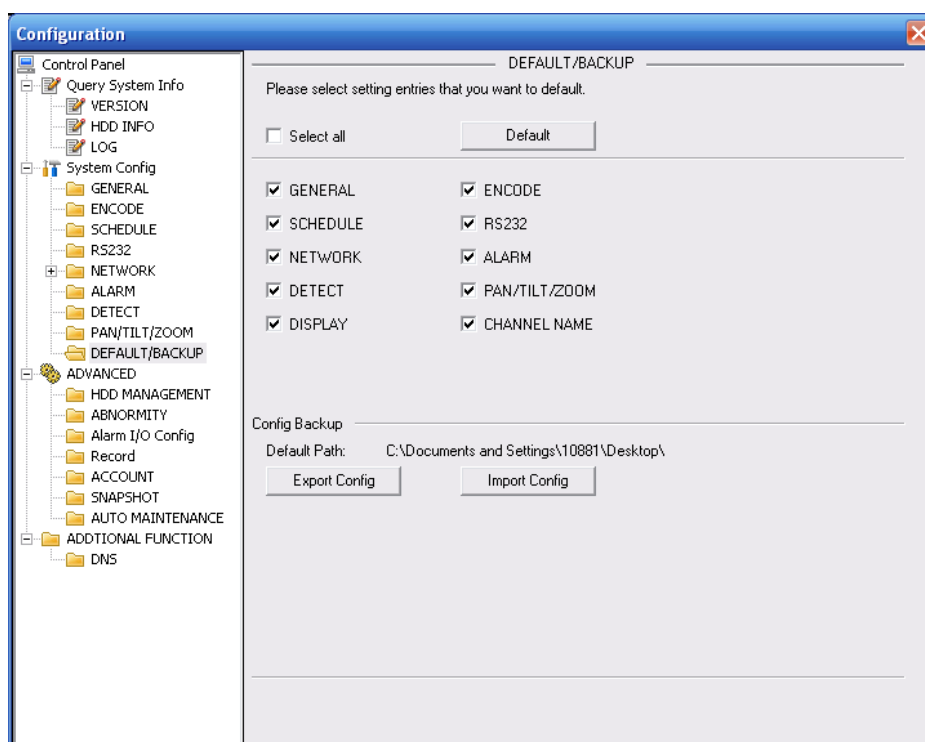 Configuration
Control Panel
Query System Info
VERSION
HDD INFO
LOG
System Config
GENERAL
ENCODE
SCHEDULE
RS232
NETWORK
ALARM
DETECT
PAN/TILT/ZOOM
DEFAULT/BACKUP
ADVANCED
HDD MANAGEMENT
ABNORMITY
Alarm I/O Config
Record
ACCOUNT
SNAPSHOT
AUTO MAINTENANCE
ADDTIONAL FUNCTION
DNS
DEFAULT/BACKUP
Please select setting entries that you want to default.
Select all Default
GENERAL ENCODE
SCHEDULE RS232
NETWORK ALARM
DETECT PAN/TILT/ZOOM
DISPLAY CHANNEL NAME
Config Backup
Default Path: C:\Documents and Settings\10881\Desktop\
Export Config Import Config